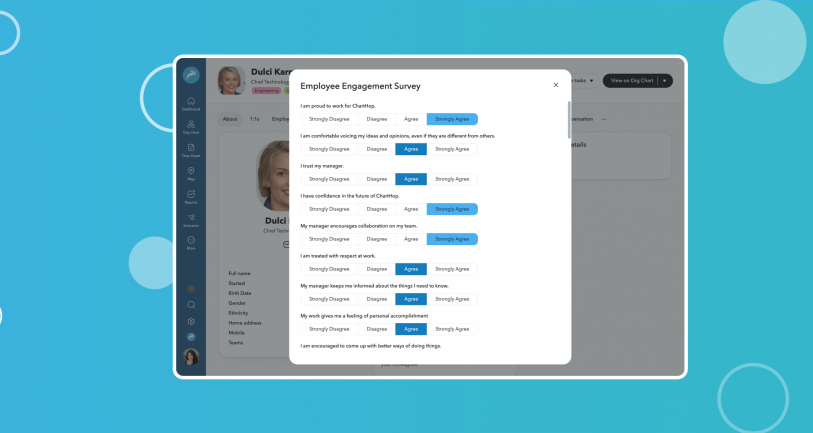 Dulci Karr
Chief Technology
Engineering
View on Org Chart
Dashboard
Org Chart
Data Sheet
Map
Reports
Scenarios
More
About
1:1s
Employ
Dulci
Chief Techn
Full name
Started
Birth Date
Gender
Ethnicity
Home address
Mobile
Teams
tasks
ensation
etails
your colleagues
Employee Engagement Survey
I am proud to work for ChartHop.
Strongly Disagree Disagree Agree Strongly Agree
I am comfortable voicing my ideas and opinions, even if they are different from others.
Strongly Disagree Disagree Agree Strongly Agree
I trust my manager.
Strongly Disagree Disagree Agree Strongly Agree
I have confidence in the future of ChartHop.
Strongly Disagree Disagree Agree Strongly Agree
My manager encourages collaboration on my team.
Strongly Disagree Disagree Agree Strongly Agree
I am treated with respect at work.
Strongly Disagree Disagree Agree Strongly Agree
My manager keeps me informed about the things I need to know.
Strongly Disagree Disagree Agree Strongly Agree
My work gives me a feeling of personal accomplishment
Strongly Disagree Disagree Agree Strongly Agree
I am encouraged to come up with better ways of doing things.